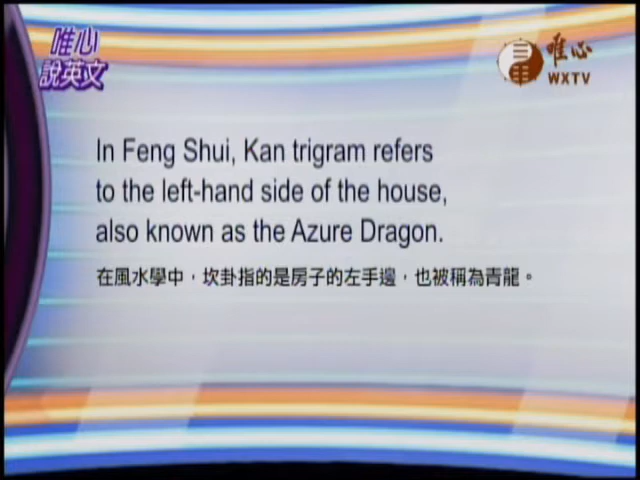 唯心
說英文
唯心
WXTV
In Feng Shui, Kan trigram refers
to the left-hand side of the house,
also known as the Azure Dragon.
在風水學中，坎卦指的是房子的左手邊，也被稱為青龍。